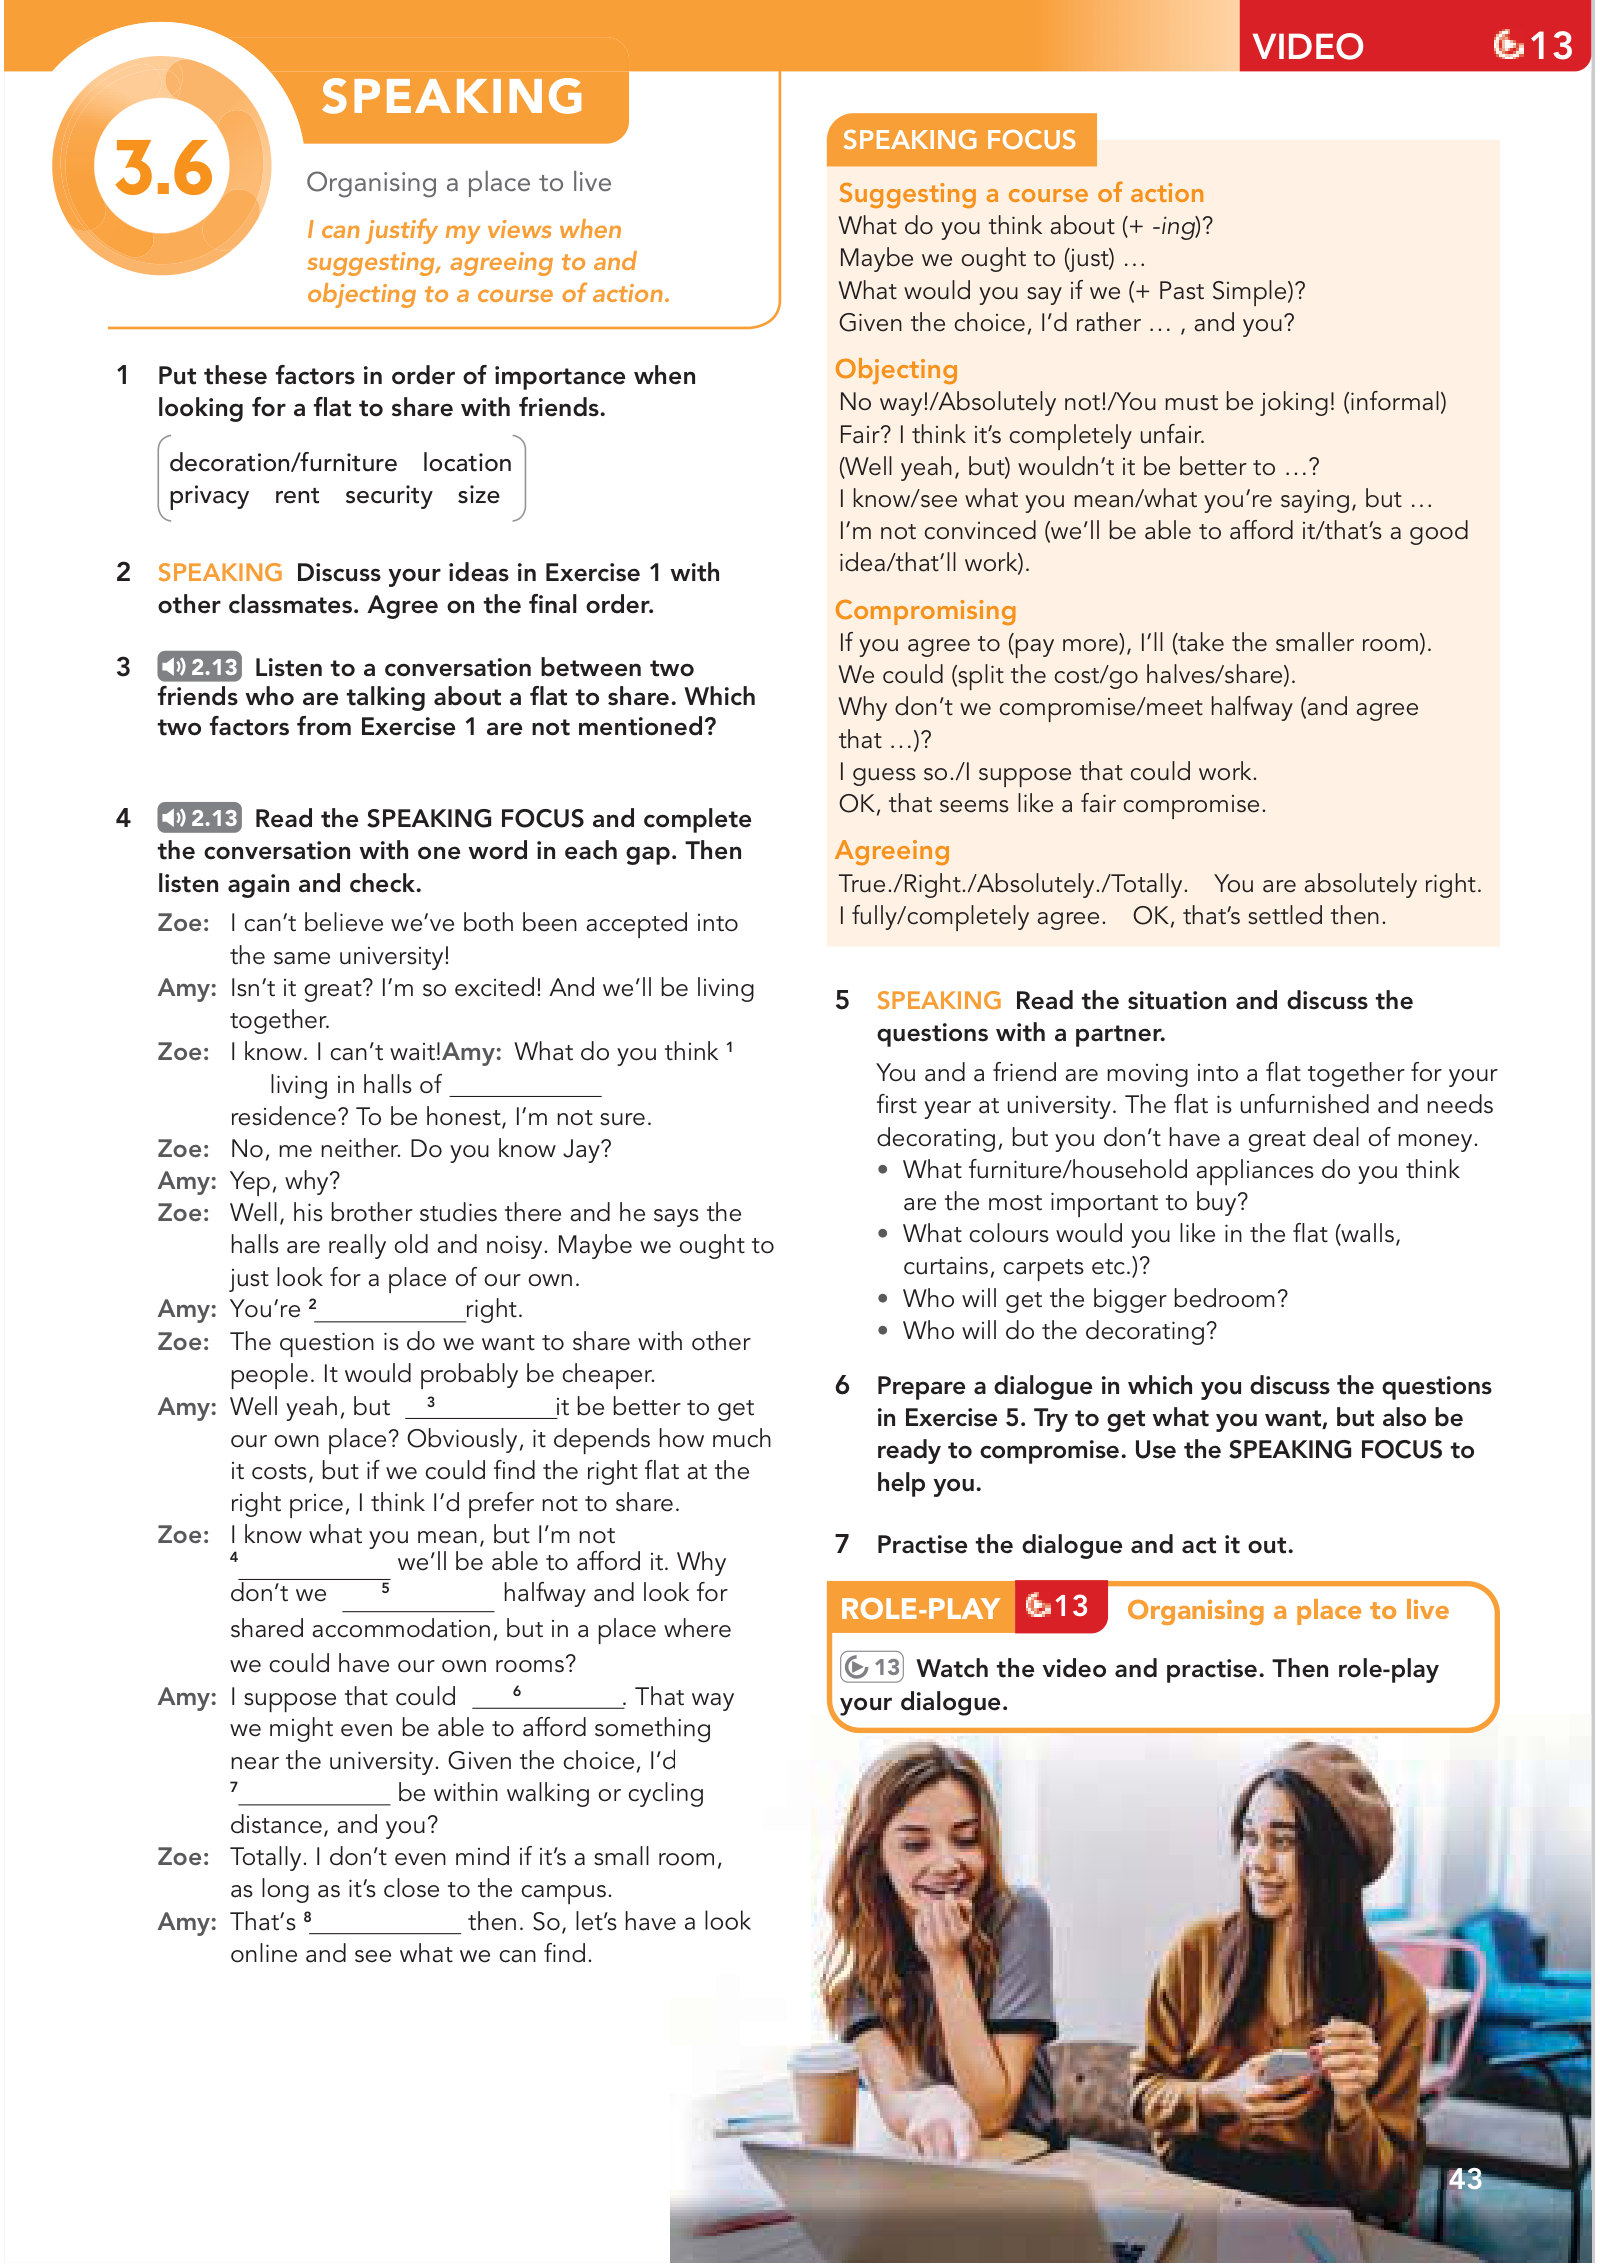 VIDEO 13
SPEAKING
3.6
Organising a place to live
I can justify my views when
suggesting, agreeing to and
objecting to a course of action.
1 Put these factors in order of importance when
looking for a flat to share with friends.
decoration/furniture location
privacy rent security size
2 SPEAKING Discuss your ideas in Exercise 1 with
other classmates. Agree on the final order.
3 2.13 Listen to a conversation between two
friends who are talking about a flat to share. Which
two factors from Exercise 1 are not mentioned?
4 2.13 Read the SPEAKING FOCUS and complete
the conversation with one word in each gap. Then
listen again and check.
Zoe: I can't believe we've both been accepted into
the same university!
Amy: Isn't it great? I'm so excited! And we'll be living
together.
Zoe: I know. I can't wait!Amy: What do you think 1
living in halls of ____________
residence? To be honest, I'm not sure.
Zoe: No, me neither. Do you know Jay?
Amy: Yep, why?
Zoe: Well, his brother studies there and he says the
halls are really old and noisy. Maybe we ought to
just look for a place of our own.
Amy: You're 2____________right.
Zoe: The question is do we want to share with other
people. It would probably be cheaper.
Amy: Well yeah, but 3____________it be better to get
our own place? Obviously, it depends how much
it costs, but if we could find the right flat at the
right price, I think I'd prefer not to share.
Zoe: I know what you mean, but I'm not
4____________ we'll be able to afford it. Why
don't we 5____________ halfway and look for
shared accommodation, but in a place where
we could have our own rooms?
Amy: I suppose that could 6____________. That way
we might even be able to afford something
near the university. Given the choice, I'd
7____________ be within walking or cycling
distance, and you?
Zoe: Totally. I don't even mind if it's a small room,
as long as it's close to the campus.
Amy: That's 8____________ then. So, let's have a look
online and see what we can find.
SPEAKING FOCUS
Suggesting a course of action
What do you think about (+ -ing)?
Maybe we ought to (just) …
What would you say if we (+ Past Simple)?
Given the choice, I'd rather … , and you?
Objecting
No way!/Absolutely not!/You must be joking! (informal)
Fair? I think it's completely unfair.
(Well yeah, but) wouldn't it be better to …?
I know/see what you mean/what you're saying, but …
I'm not convinced (we'll be able to afford it/that's a good
idea/that'll work).
Compromising
If you agree to (pay more), I'll (take the smaller room).
We could (split the cost/go halves/share).
Why don't we compromise/meet halfway (and agree
that …)?
I guess so./I suppose that could work.
OK, that seems like a fair compromise.
Agreeing
True./Right./Absolutely./Totally. You are absolutely right.
I fully/completely agree. OK, that's settled then.
5 SPEAKING Read the situation and discuss the
questions with a partner.
You and a friend are moving into a flat together for your
first year at university. The flat is unfurnished and needs
decorating, but you don't have a great deal of money.
• What furniture/household appliances do you think
are the most important to buy?
• What colours would you like in the flat (walls,
curtains, carpets etc.)?
• Who will get the bigger bedroom?
• Who will do the decorating?
6 Prepare a dialogue in which you discuss the questions
in Exercise 5. Try to get what you want, but also be
ready to compromise. Use the SPEAKING FOCUS to
help you.
7 Practise the dialogue and act it out.
ROLE-PLAY 13 Organising a place to live
13 Watch the video and practise. Then role-play
your dialogue.
43